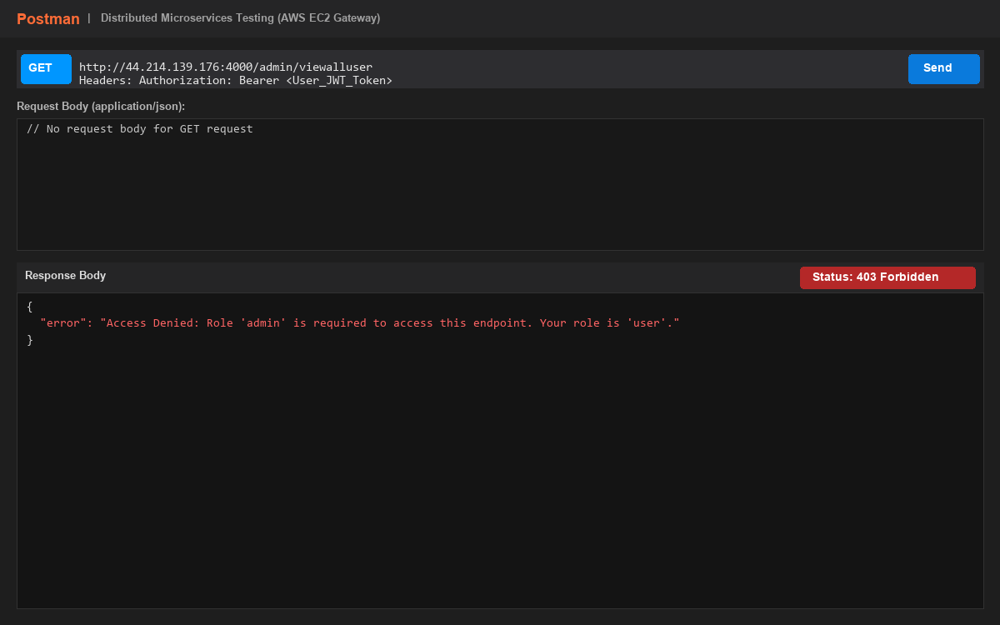 Postman | Distributed Microservices Testing (AWS EC2 Gateway)
GET http://44.214.139.176:4000/admin/viewalluser Send
Headers: Authorization: Bearer <User_JWT_Token>
Request Body (application/json):
// No request body for GET request
Response Body Status: 403 Forbidden
{
"error": "Access Denied: Role 'admin' is required to access this endpoint. Your role is 'user'."
}